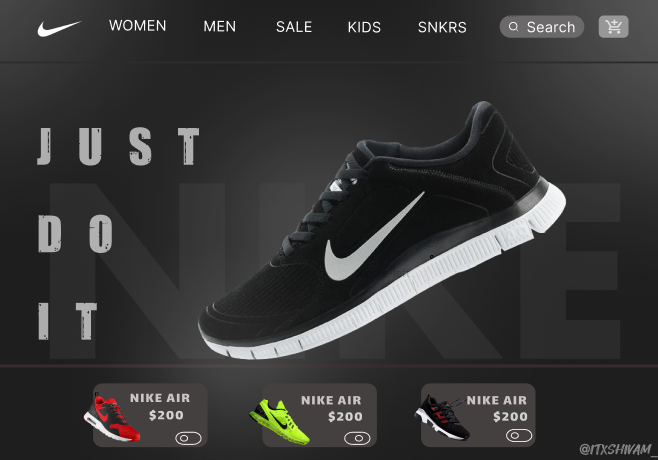 WOMEN MEN SALE KIDS SNKRS Search
JUST
DO
IT
NIKE
NIKE AIR
$200
NIKE AIR
$200
NIKE AIR
$200
@ITXSHIVAM_